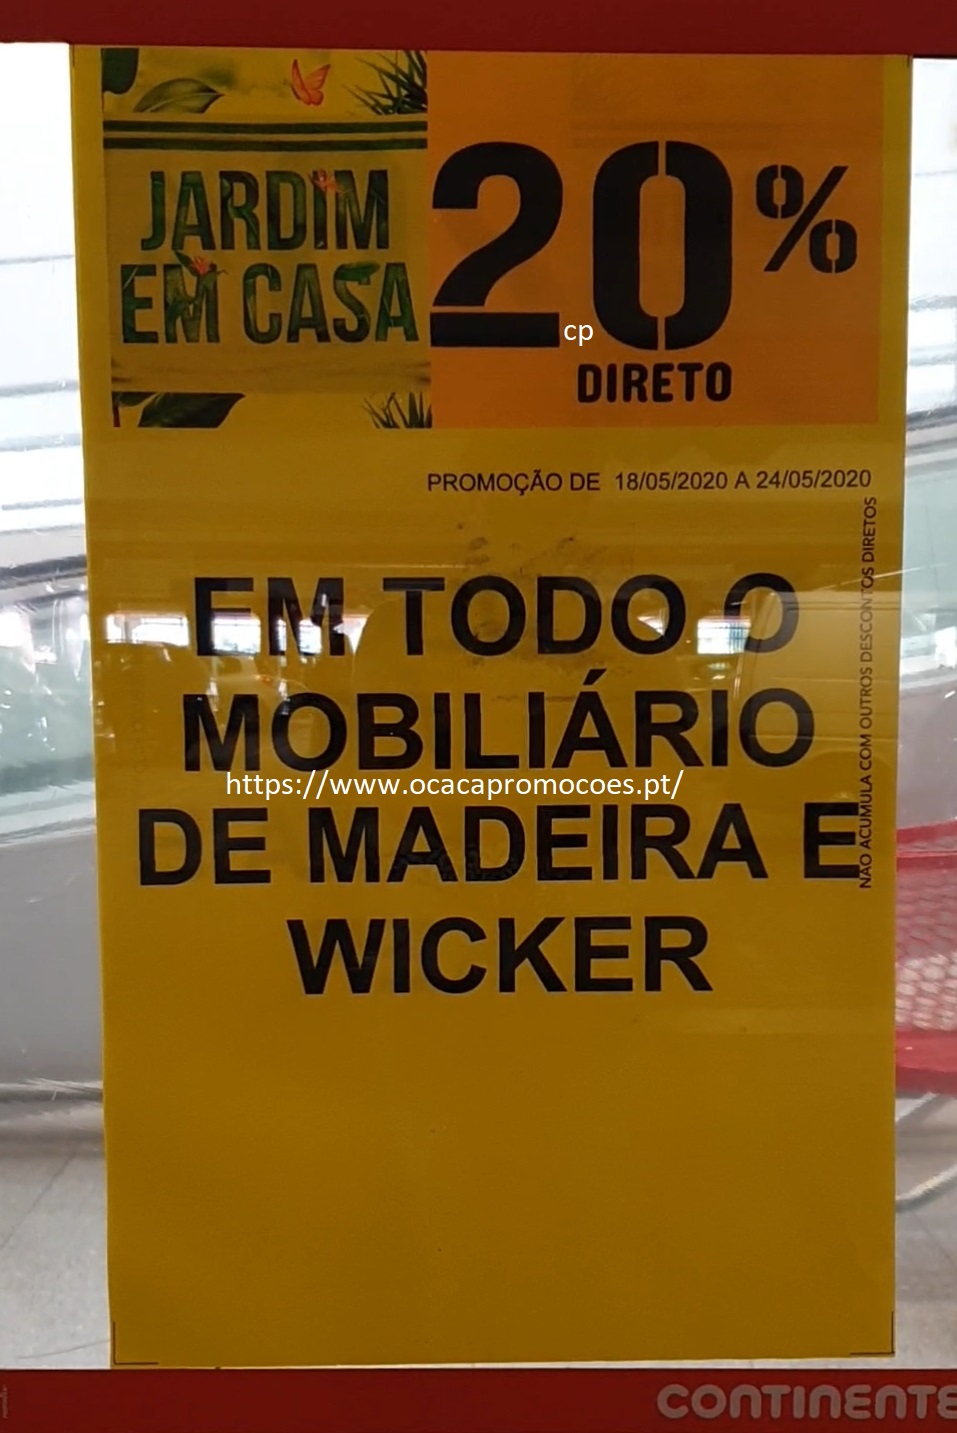 JARDIM
EM CASA
20%
cp
DIRETO
PROMOÇÃO DE 18/05/2020 A 24/05/2020
NÃO ACUMULA COM OUTROS DESCONTOS DIRETOS
EM TODO O
MOBILIÁRIO
https://www.ocacapromocoes.pt/
DE MADEIRA E
WICKER
CONTINENTE